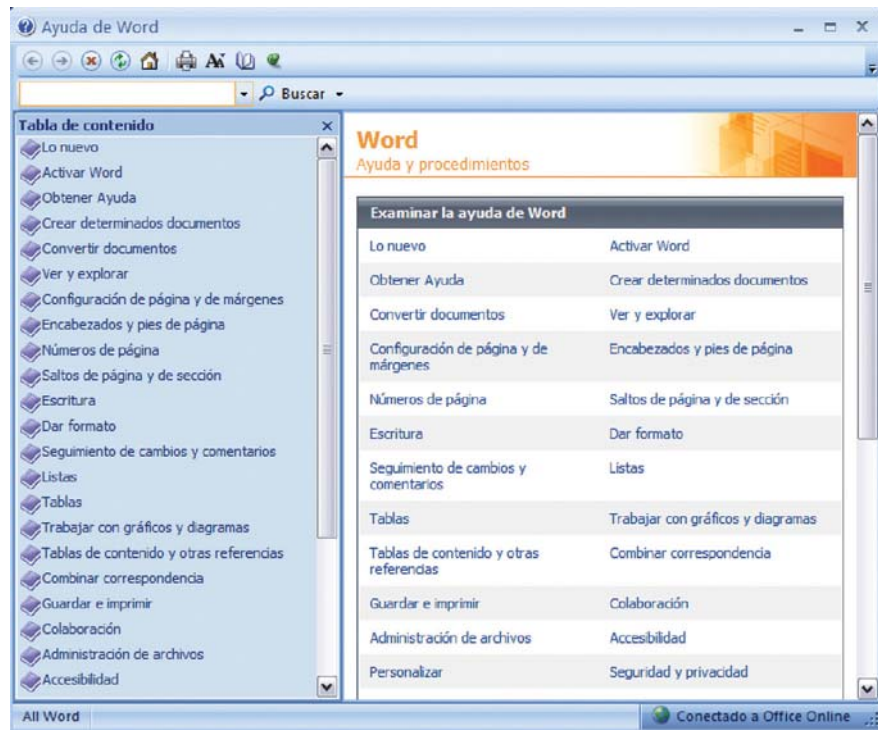 Ayuda de Word
Buscar
Tabla de contenido
Lo nuevo
Activar Word
Obtener Ayuda
Crear determinados documentos
Convertir documentos
Ver y explorar
Configuración de página y de márgenes
Encabezados y pies de página
Números de página
Saltos de página y de sección
Escritura
Dar formato
Seguimiento de cambios y comentarios
Listas
Tablas
Trabajar con gráficos y diagramas
Tablas de contenido y otras referencias
Combinar correspondencia
Guardar e imprimir
Colaboración
Administración de archivos
Accesibilidad
Word
Ayuda y procedimientos
Examinar la ayuda de Word
Lo nuevo
Activar Word
Obtener Ayuda
Crear determinados documentos
Convertir documentos
Ver y explorar
Configuración de página y de
márgenes
Encabezados y pies de página
Números de página
Saltos de página y de sección
Escritura
Dar formato
Seguimiento de cambios y
comentarios
Listas
Tablas
Trabajar con gráficos y diagramas
Tablas de contenido y otras
referencias
Combinar correspondencia
Guardar e imprimir
Colaboración
Administración de archivos
Accesibilidad
Personalizar
Seguridad y privacidad
All Word
Conectado a Office Online